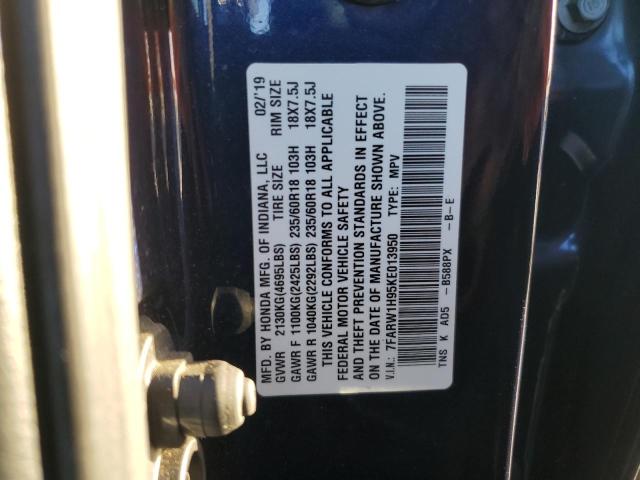 MFD. BY HONDA MFG. OF INDIANA, LLC 02/'19
GVWR 2130KG(4695LBS) TIRE SIZE RIM SIZE
GAWR F 1100KG(2425LBS) 235/60R18 103H 18X7.5J
GAWR R 1040KG(2292LBS) 235/60R18 103H 18X7.5J
THIS VEHICLE CONFORMS TO ALL APPLICABLE
FEDERAL MOTOR VEHICLE SAFETY
AND THEFT PREVENTION STANDARDS IN EFFECT
ON THE DATE OF MANUFACTURE SHOWN ABOVE.
V.I.N.: 7FARW1H95KE013950 TYPE: MPV
TNS K AD5 -B588PX -B-E